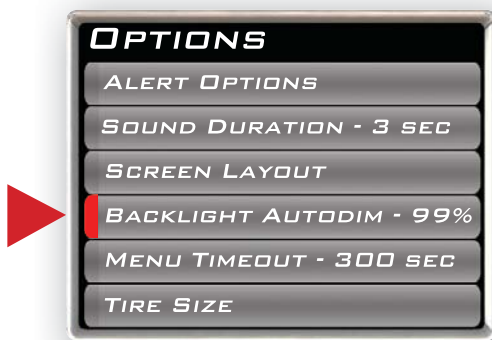 OPTIONS
ALERT OPTIONS
SOUND DURATION - 3 SEC
SCREEN LAYOUT
BACKLIGHT AUTODIM - 99%
MENU TIMEOUT - 300 SEC
TIRE SIZE